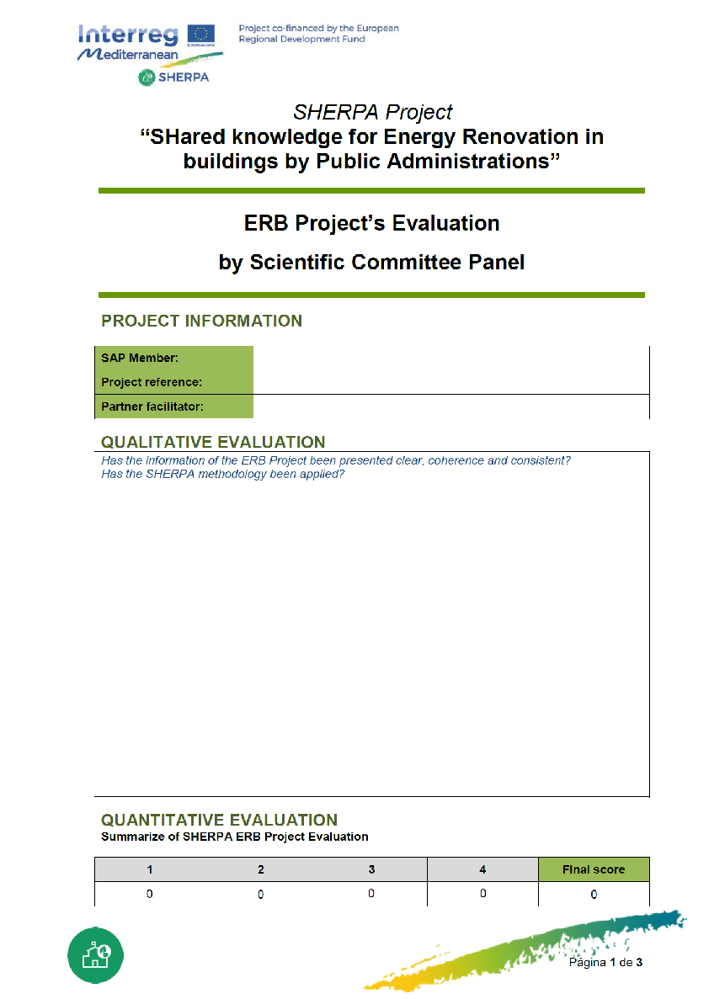 Interreg
EUROPEAN UNION
Mediterranean
SHERPA
Project co-financed by the European
Regional Development Fund
SHERPA Project
“SHared knowledge for Energy Renovation in
buildings by Public Administrations”
ERB Project’s Evaluation
by Scientific Committee Panel
PROJECT INFORMATION
SAP Member:
Project reference:
Partner facilitator:
QUALITATIVE EVALUATION
Has the information of the ERB Project been presented clear, coherence and consistent?
Has the SHERPA methodology been applied?
QUANTITATIVE EVALUATION
Summarize of SHERPA ERB Project Evaluation
1 2 3 4 Final score
0 0 0 0 0
Página 1 de 3